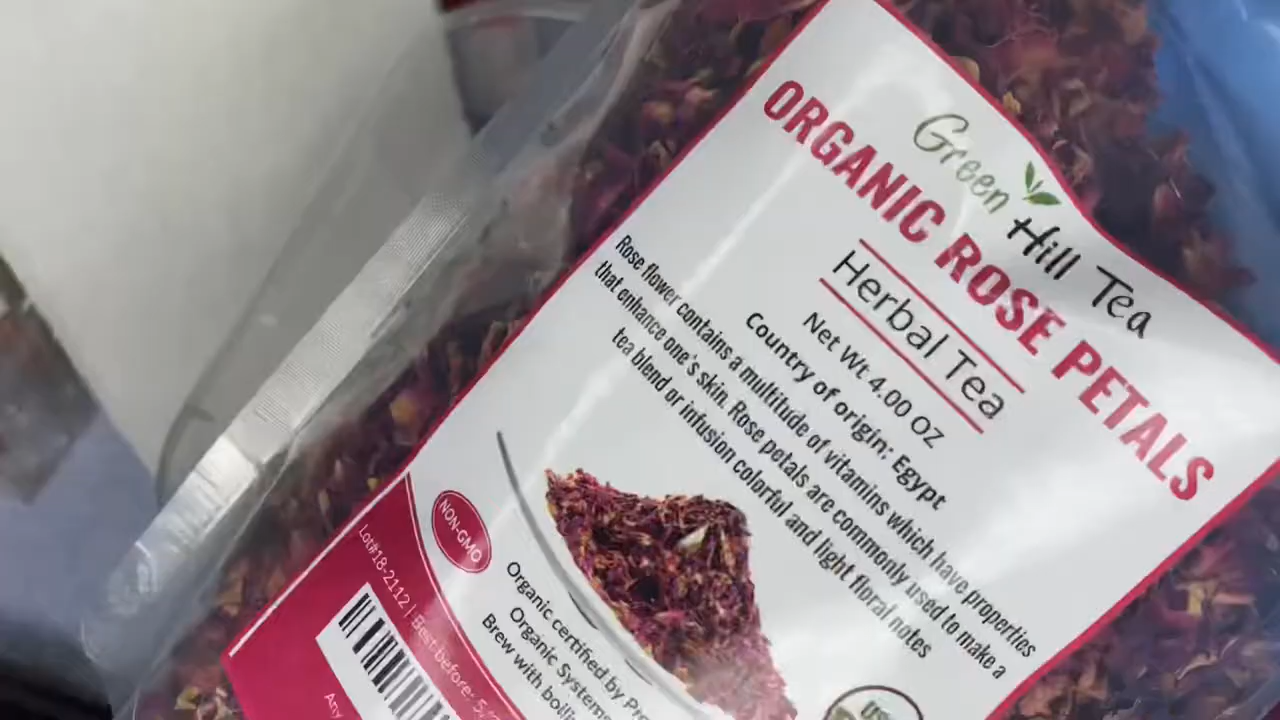 Green Hill Tea
ORGANIC ROSE PETALS
Herbal Tea
Net Wt 4.00 OZ
Country of origin: Egypt
Rose flower contains a multitude of vitamins which have properties
that enhance one's skin. Rose petals are commonly used to make a
tea blend or infusion colorful and light floral notes
NON-GMO
Organic certified by
Organic Systems
Brew with
Lot#18-2112 | Best before:
Any